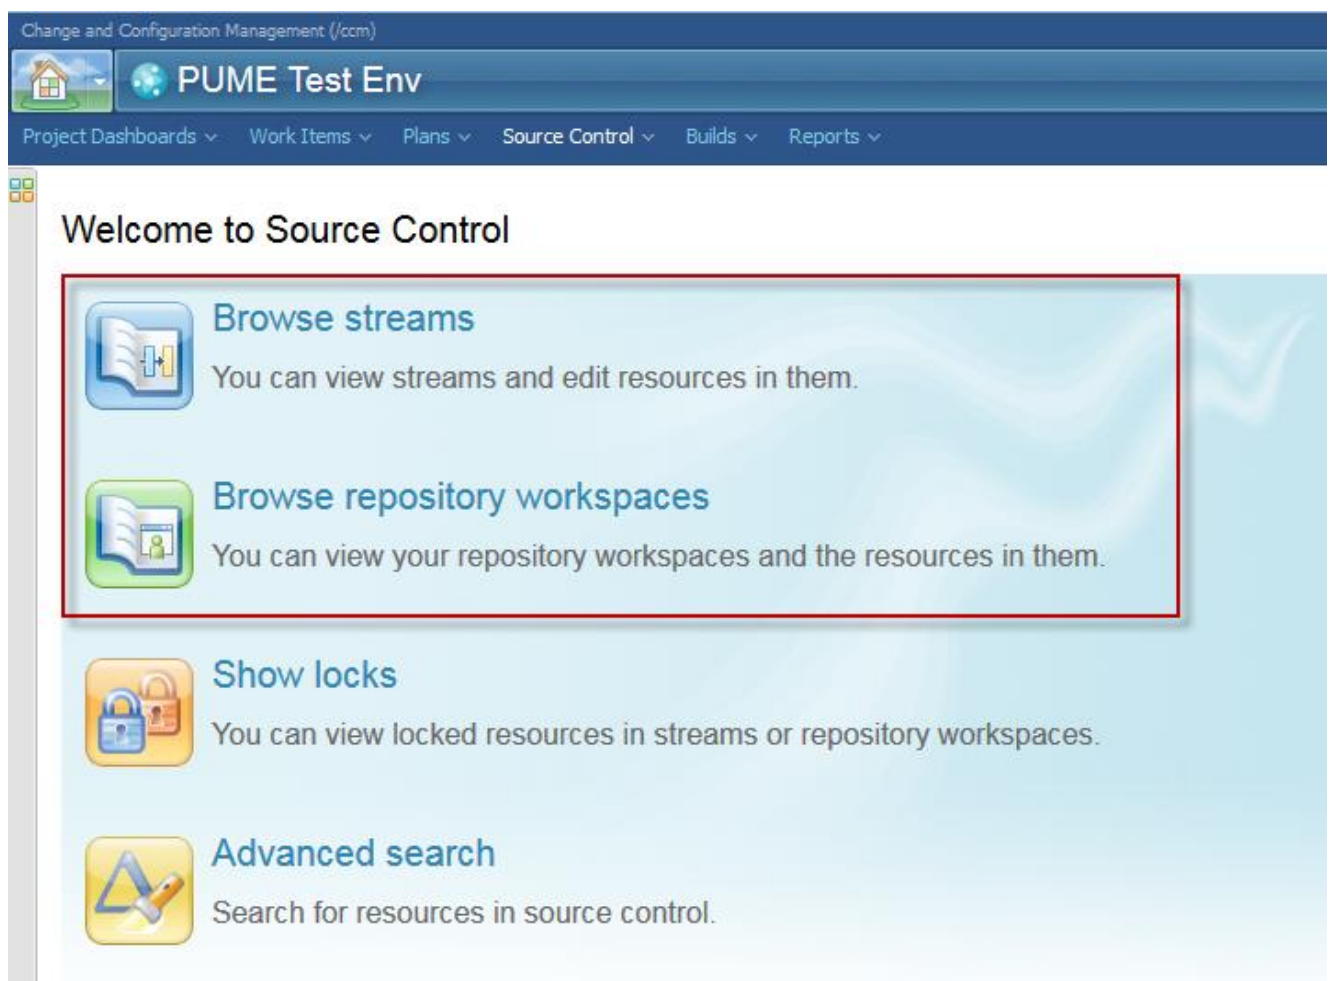 Change and Configuration Management (/ccm)
PUME Test Env
Project Dashboards Work Items Plans Source Control Builds Reports
Welcome to Source Control
Browse streams
You can view streams and edit resources in them.
Browse repository workspaces
You can view your repository workspaces and the resources in them.
Show locks
You can view locked resources in streams or repository workspaces.
Advanced search
Search for resources in source control.